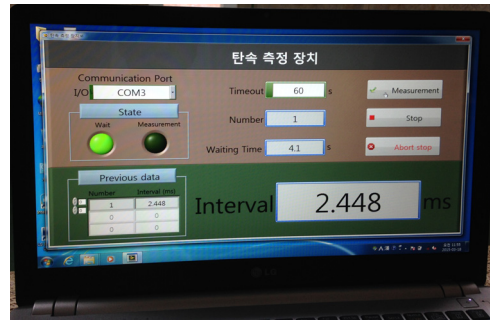 탄속 측정 장치
Communication Port
I/O COM3
State
Wait Measurement
Timeout 60 s
Number 1
Waiting Time 4.1 s
Measurement
Stop
Abort stop
Previous data
Number Interval (ms)
1 2.448
0 0
0 0
Interval 2.448 ms
LG